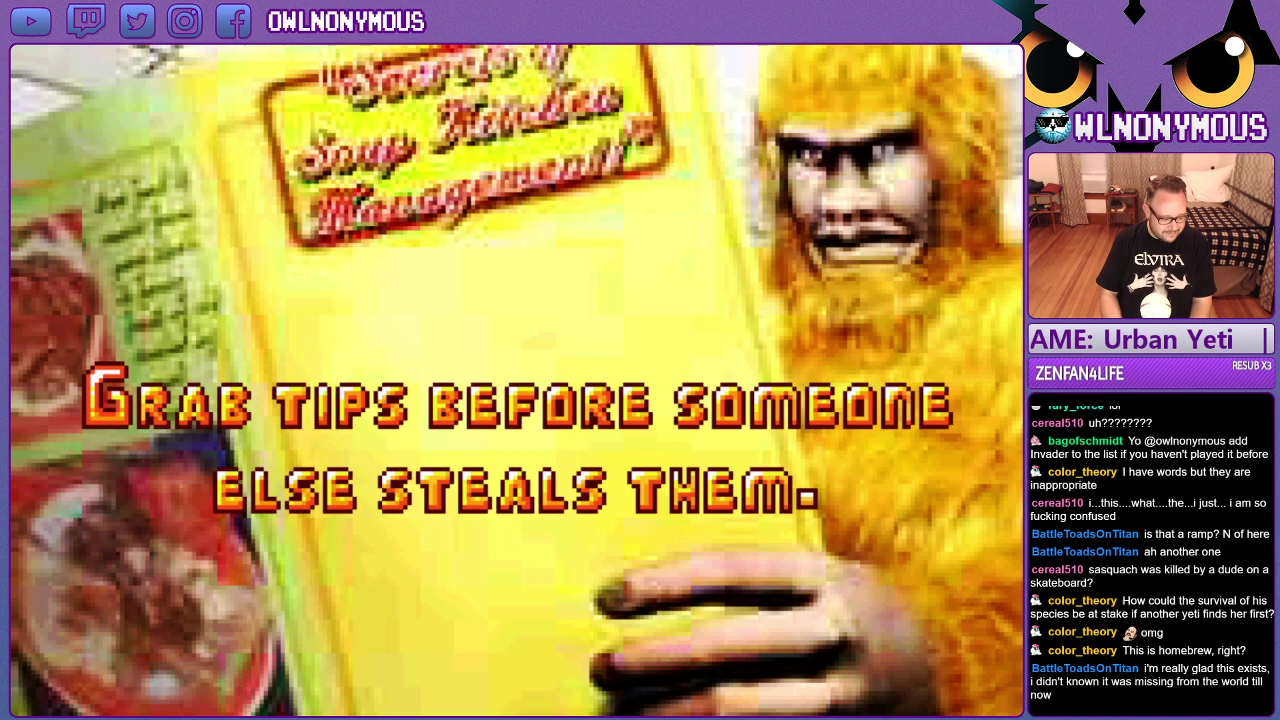 OWLNONYMOUS
"Secrets of
Soup Kitchen
Management!"
GRAB TIPS BEFORE SOMEONE
ELSE STEALS THEM.
WLNONYMOUS
ELVIRA
AME: Urban Yeti |
ZENFAN4LIFE
RESUB X3
fury_force lol
cereal510 uh????????
bagofschmidt Yo @owlnonymous add
Invader to the list if you haven't played it before
color_theory I have words but they are
inappropriate
cereal510 i...this....what....the...i just... i am so
fucking confused
BattleToadsOnTitan is that a ramp? N of here
BattleToadsOnTitan ah another one
cereal510 sasquach was killed by a dude on a
skateboard?
color_theory How could the survival of his
species be at stake if another yeti finds her first?
color_theory omg
color_theory This is homebrew, right?
BattleToadsOnTitan i'm really glad this exists,
i didn't known it was missing from the world till
now